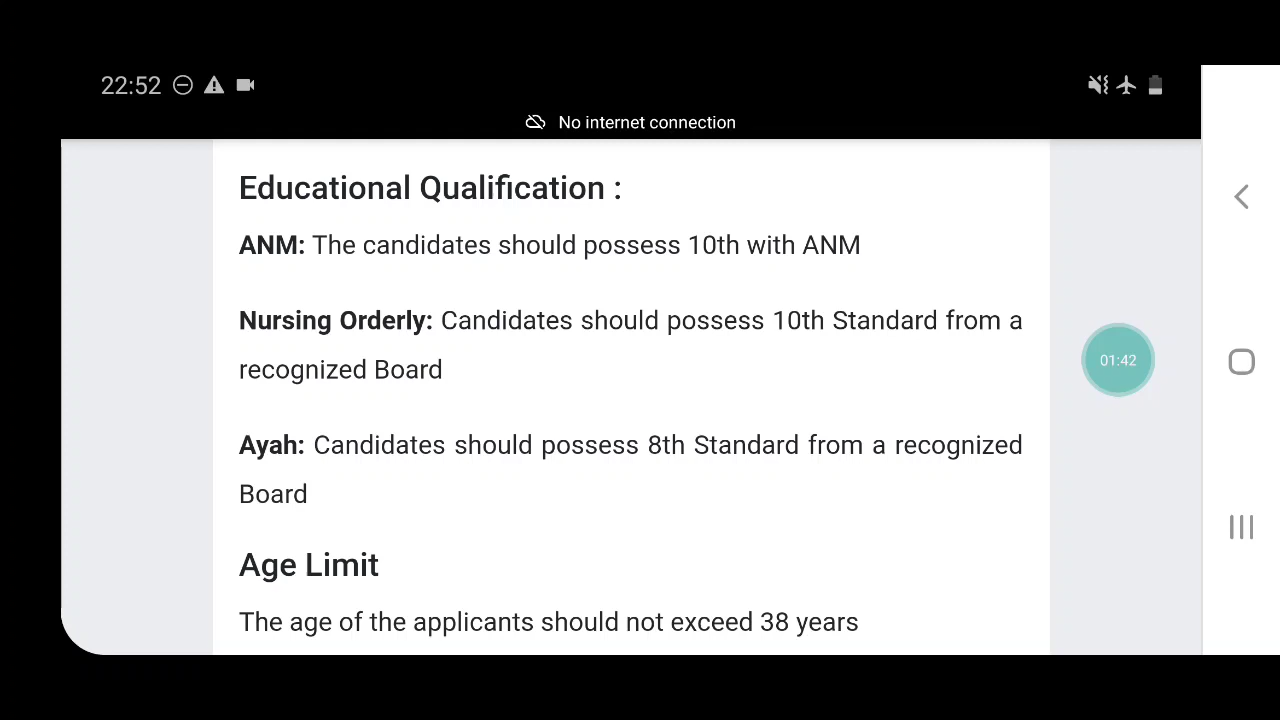 22:52
No internet connection
Educational Qualification :
ANM: The candidates should possess 10th with ANM
Nursing Orderly: Candidates should possess 10th Standard from a
recognized Board
01:42
Ayah: Candidates should possess 8th Standard from a recognized
Board
Age Limit
The age of the applicants should not exceed 38 years